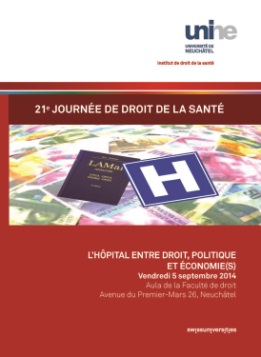 unine
UNIVERSITÉ DE
NEUCHÂTEL
Institut de droit de la santé
21e JOURNÉE DE DROIT DE LA SANTÉ
LAMal
H
L'HÔPITAL ENTRE DROIT, POLITIQUE
ET ÉCONOMIE(S)
Vendredi 5 septembre 2014
Aula de la Faculté de droit
Avenue du Premier-Mars 26, Neuchâtel
swissuniversities